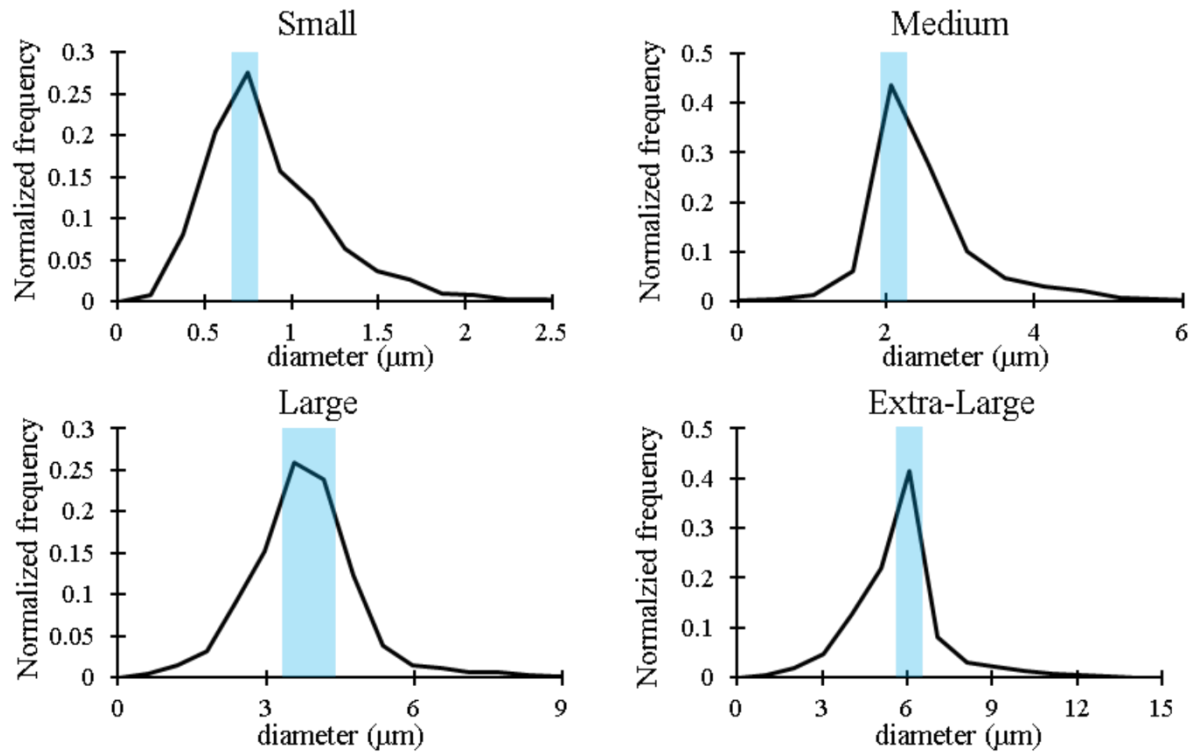 Small
Normalized frequency
0.3
0.25
0.2
0.15
0.1
0.05
0
0 0.5 1 1.5 2 2.5
diameter (µm)
Medium
Normalized frequency
0.5
0.4
0.3
0.2
0.1
0
0 2 4 6
diameter (µm)
Large
Normalized frequency
0.3
0.25
0.2
0.15
0.1
0.05
0
0 3 6 9
diameter (µm)
Extra-Large
Normalzied frequency
0.5
0.4
0.3
0.2
0.1
0
0 3 6 9 12 15
diameter (µm)